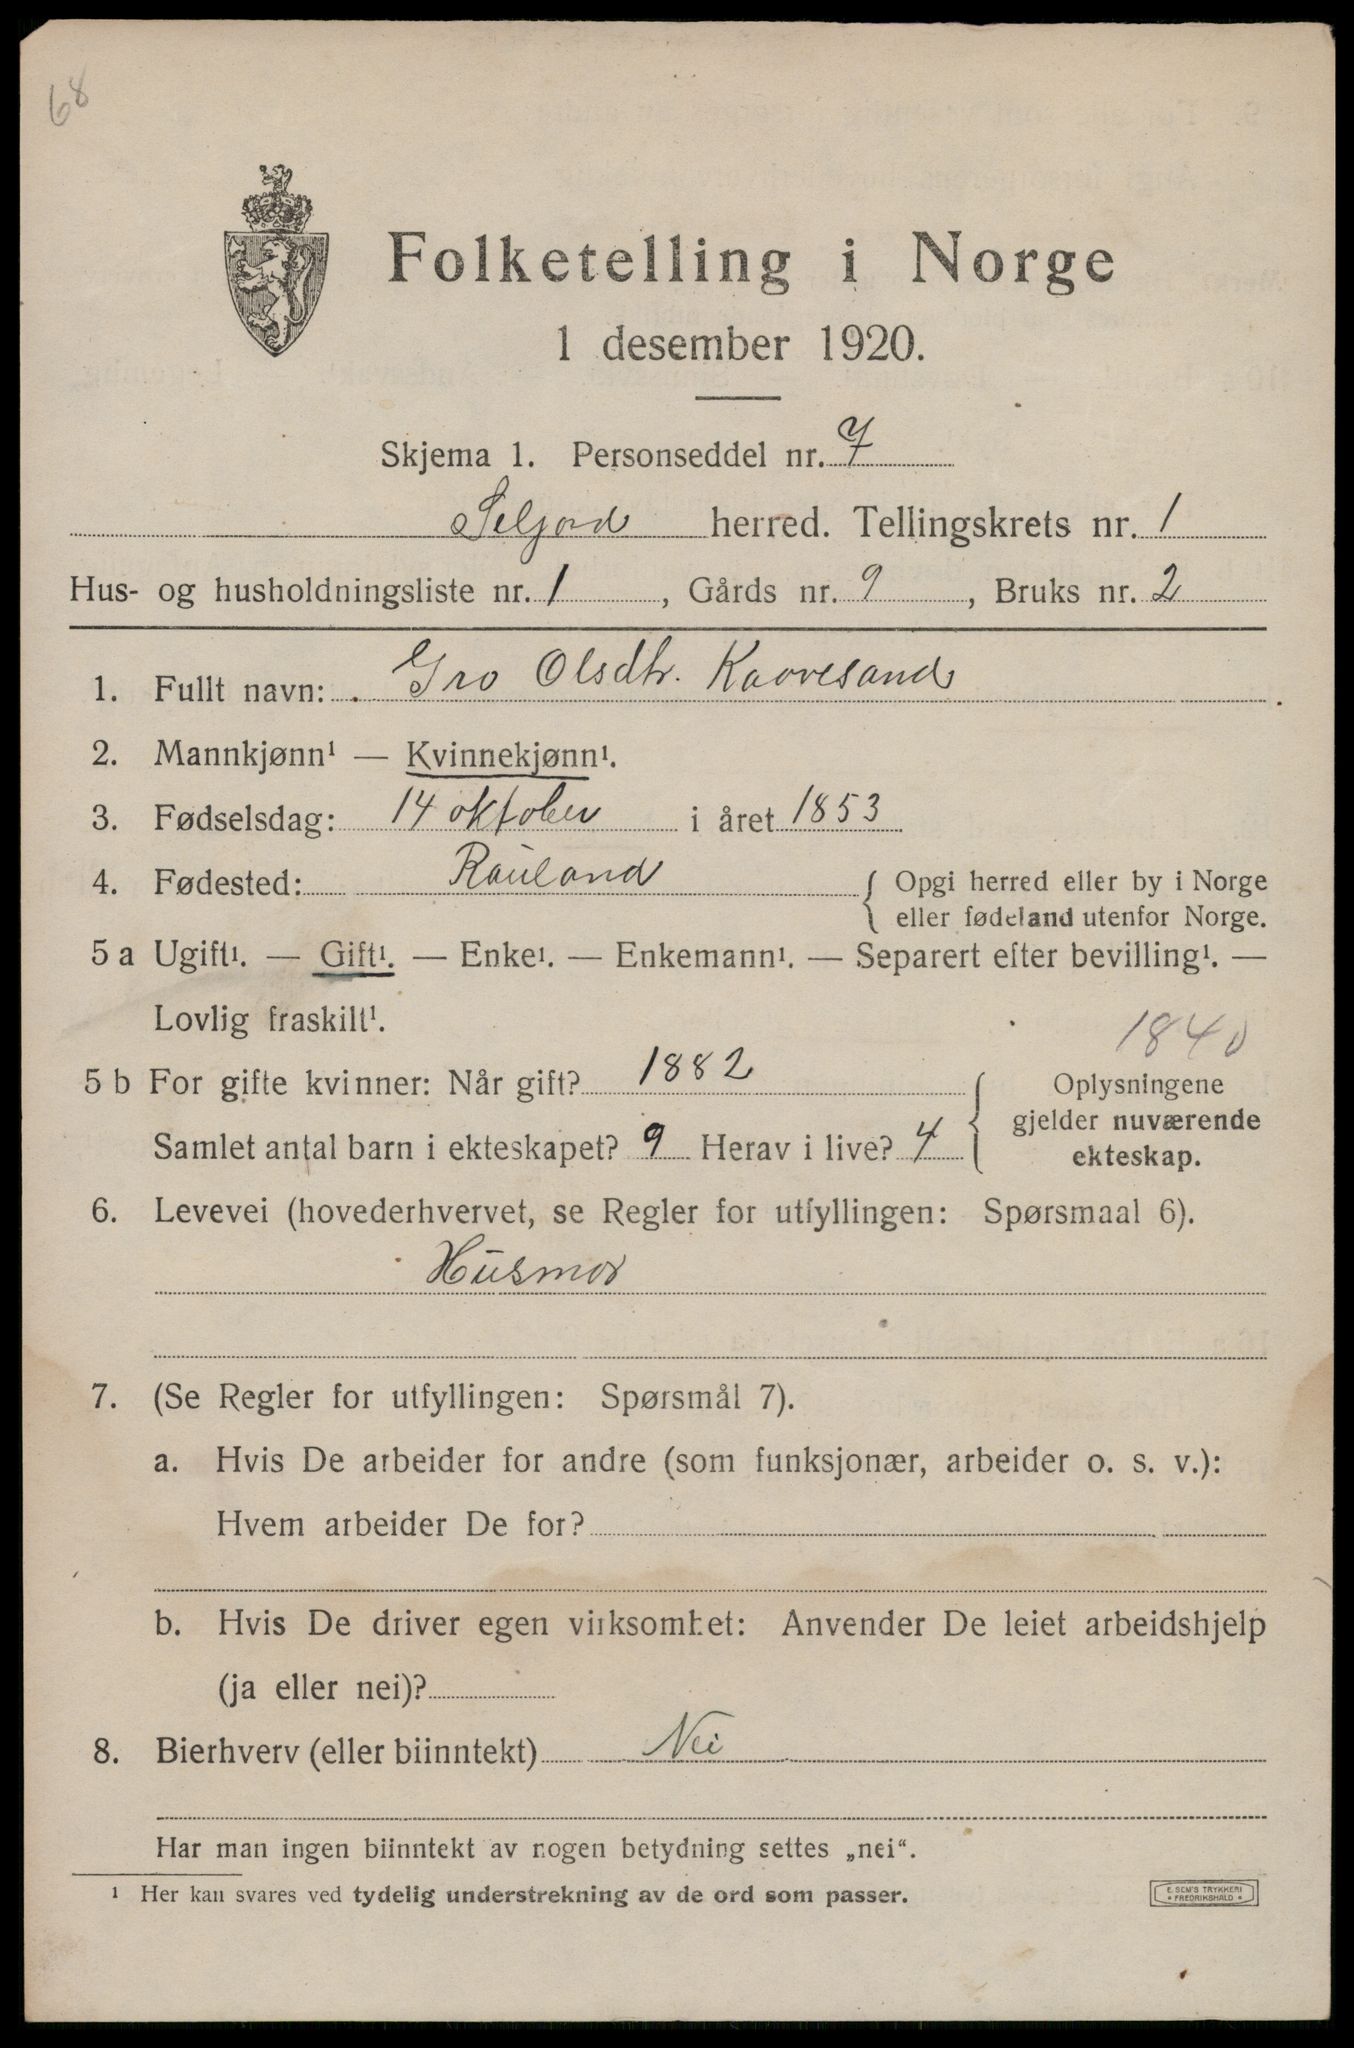 68
Folketelling i Norge
1 desember 1920.
Skjema 1. Personseddel nr. 7
Seljord herred. Tellingskrets nr. 1
Hus- og husholdningsliste nr. 1, Gårds nr. 9, Bruks nr. 2
1. Fullt navn: Gro Olsdtr. Kaavesand
2. Mannkjønn¹ — Kvinnekjønn¹.
3. Fødselsdag: 14 oktober i året 1853
4. Fødested: Rauland { Opgi herred eller by i Norge
eller fødeland utenfor Norge.
5 a Ugift¹. — Gift¹. — Enke¹. — Enkemann¹. — Separert efter bevilling¹. —
Lovlig fraskilt¹.
1840
5 b For gifte kvinner: Når gift? 1882 { Oplysningene
gjelder nuværende
Samlet antal barn i ekteskapet? 9 Herav i live? 4
ekteskap.
6. Levevei (hovederhvervet, se Regler for utfyllingen: Spørsmaal 6).
Husmor
7. (Se Regler for utfyllingen: Spørsmål 7).
a. Hvis De arbeider for andre (som funksjonær, arbeider o. s. v.):
Hvem arbeider De for?
b. Hvis De driver egen virksomhet: Anvender De leiet arbeidshjelp
(ja eller nei)?
8. Bierhverv (eller biinntekt) Nei
Har man ingen biinntekt av nogen betydning settes „nei“.
¹ Her kan svares ved tydelig understrekning av de ord som passer.
E. SEM'S TRYKKERI
• FREDRIKSHALD •